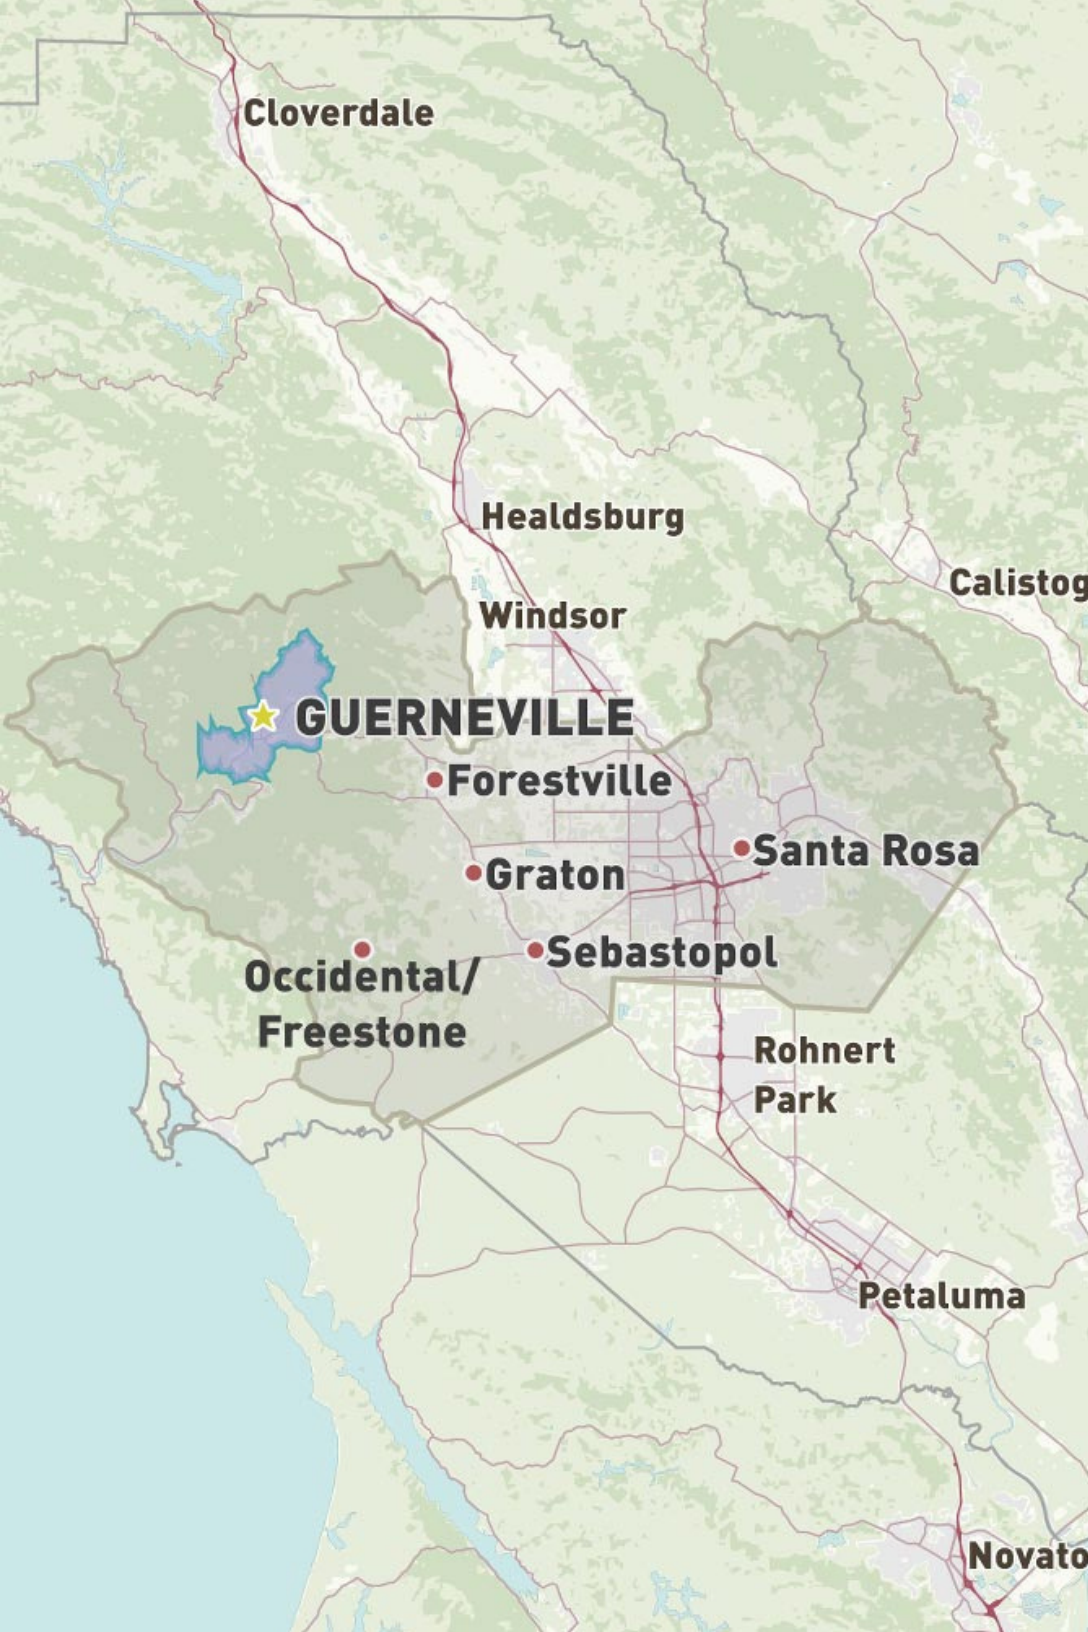 Cloverdale
Healdsburg
Calistog
Windsor
GUERNEVILLE
Forestville
Santa Rosa
Graton
Sebastopol
Occidental/
Freestone
Rohnert
Park
Petaluma
Novato